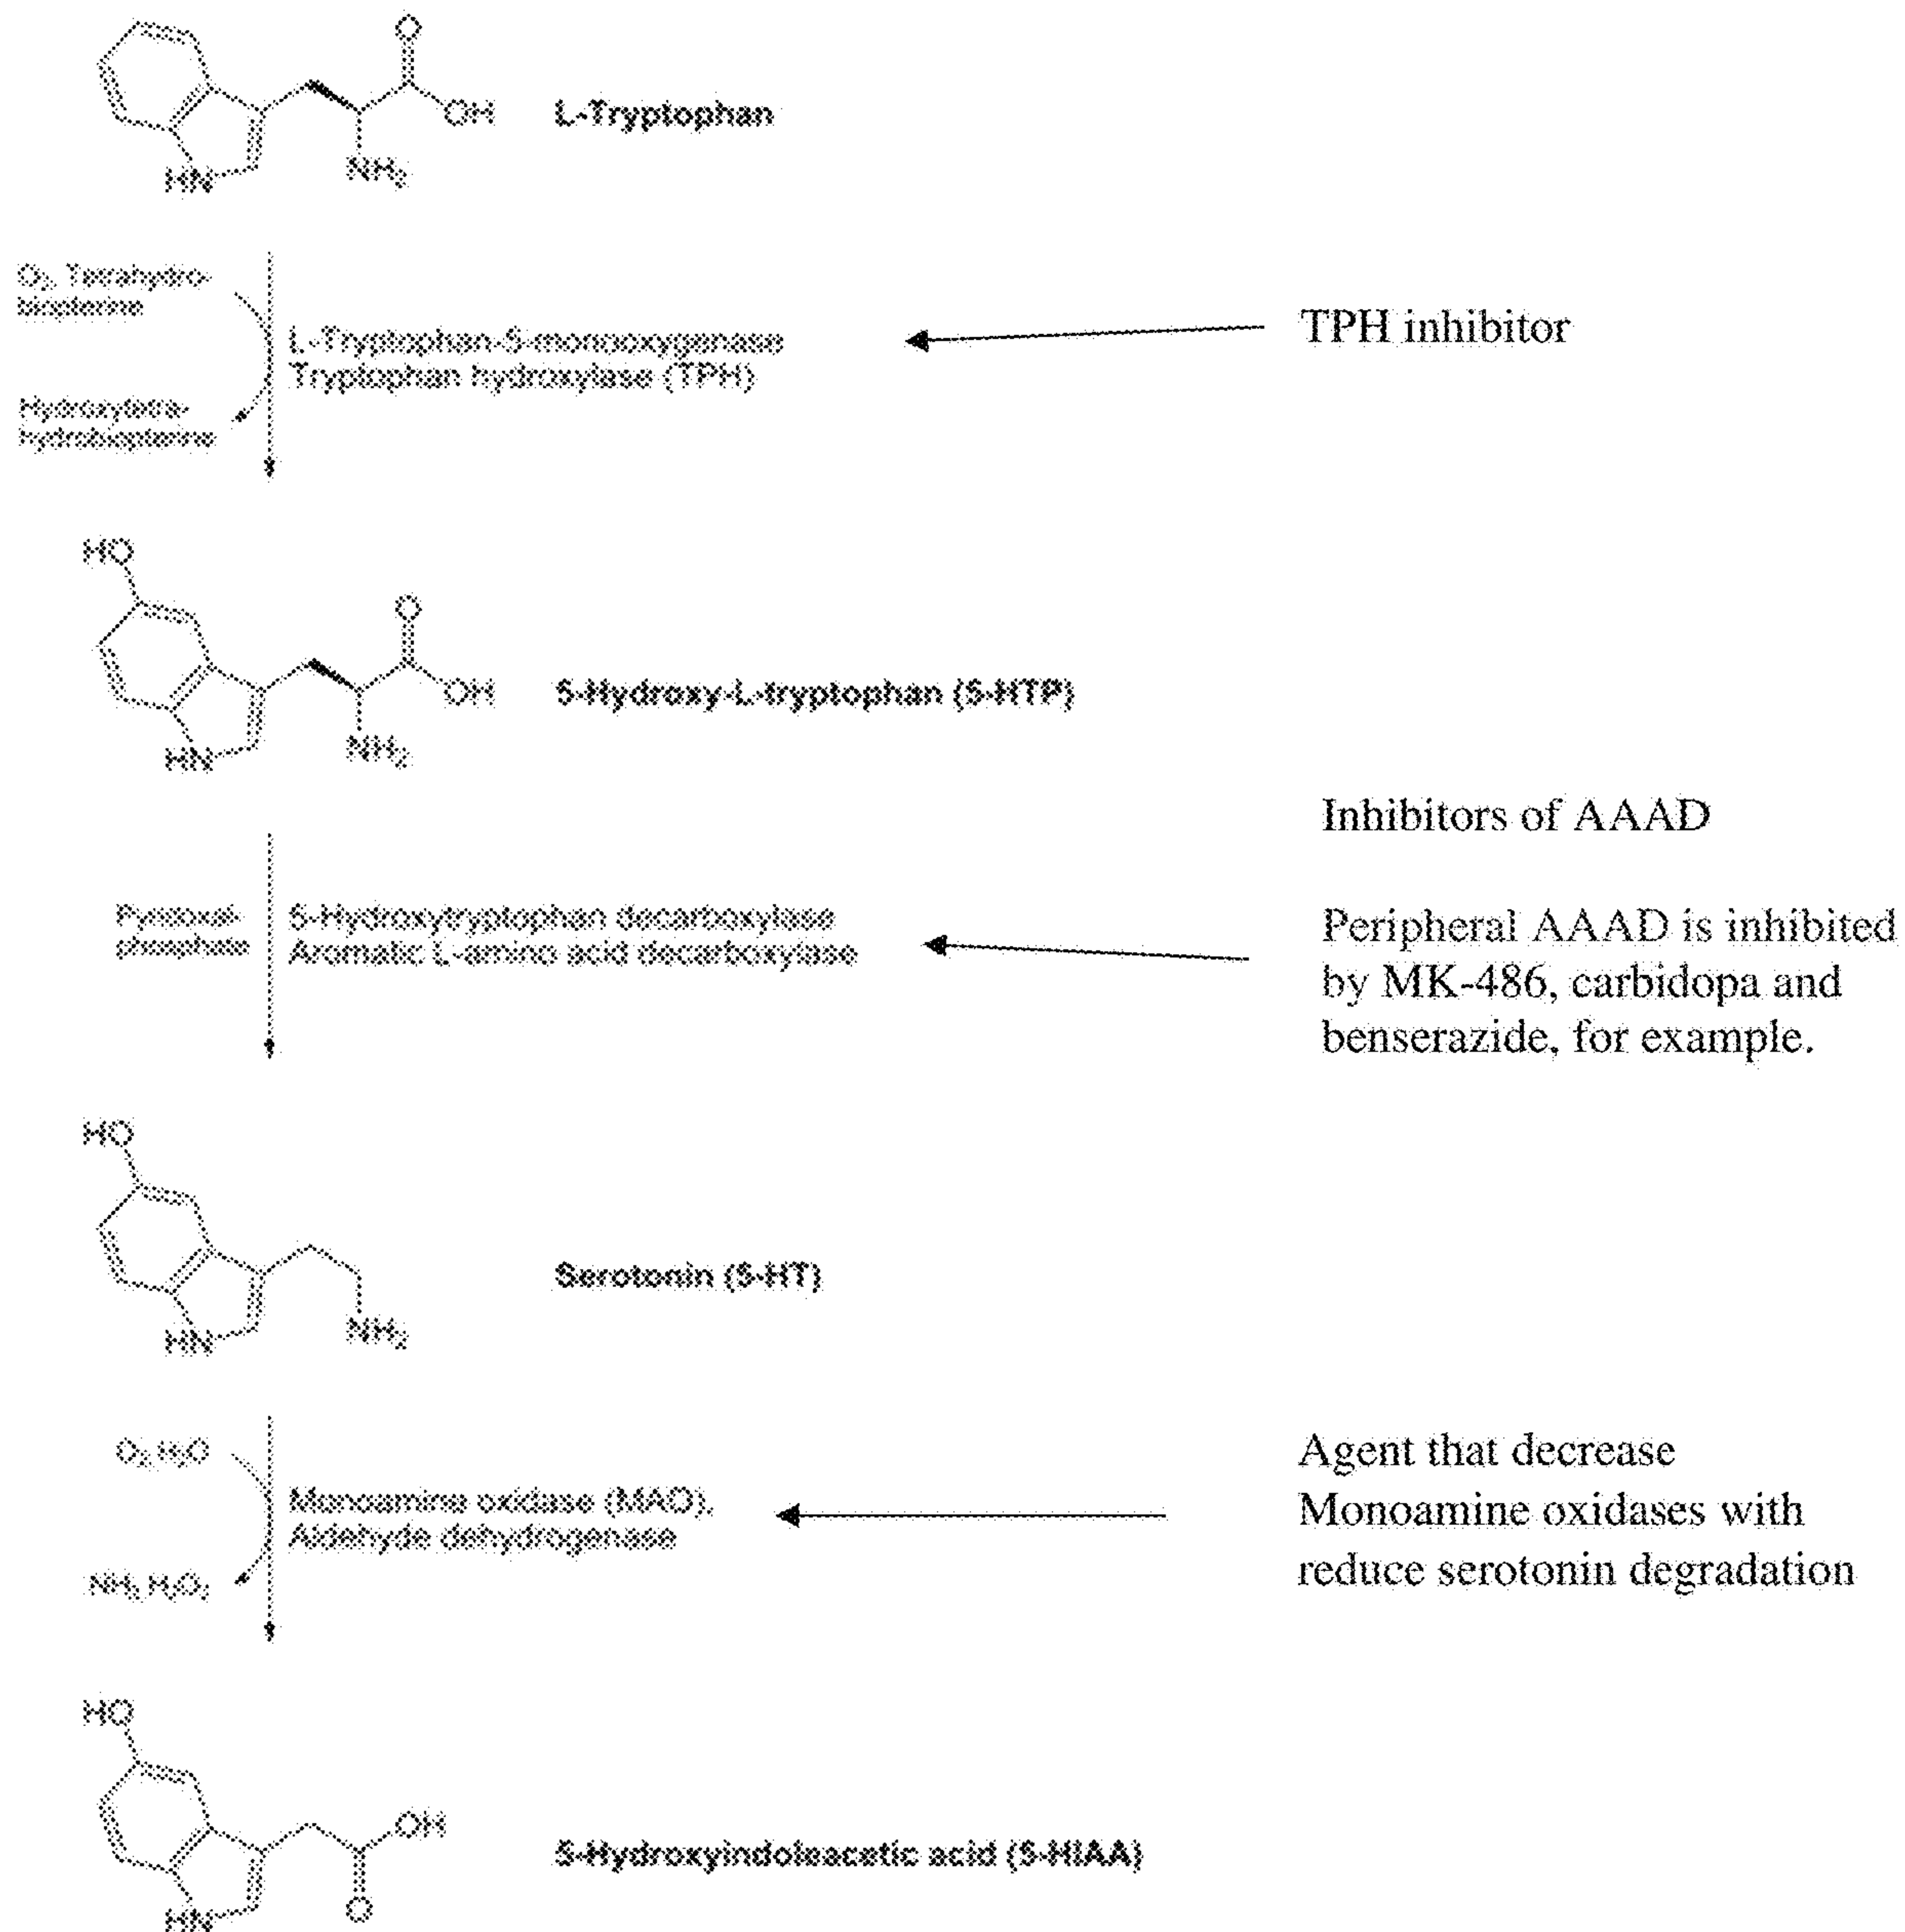 O
OH
L-Tryptophan
HN
NH2
O2, Tetrahydro-
biopterine
L-Tryptophan-5-monooxygenase
Tryptophan hydroxylase (TPH)
TPH inhibitor
Hydroxytetra-
hydrobiopterine
HO
O
OH
5-Hydroxy-L-tryptophan (5-HTP)
HN
NH2
Inhibitors of AAAD
Pyridoxal-
phosphate
5-Hydroxytryptophan decarboxylase
Aromatic L-amino acid decarboxylase
Peripheral AAAD is inhibited
by MK-486, carbidopa and
benserazide, for example.
HO
Serotonin (5-HT)
HN
NH2
O2 H2O
Monoamine oxidase (MAO),
Aldehyde dehydrogenase
NH3 H2O2
Agent that decrease
Monoamine oxidases with
reduce serotonin degradation
HO
OH
5-Hydroxyindoleacetic acid (5-HIAA)
O
HN